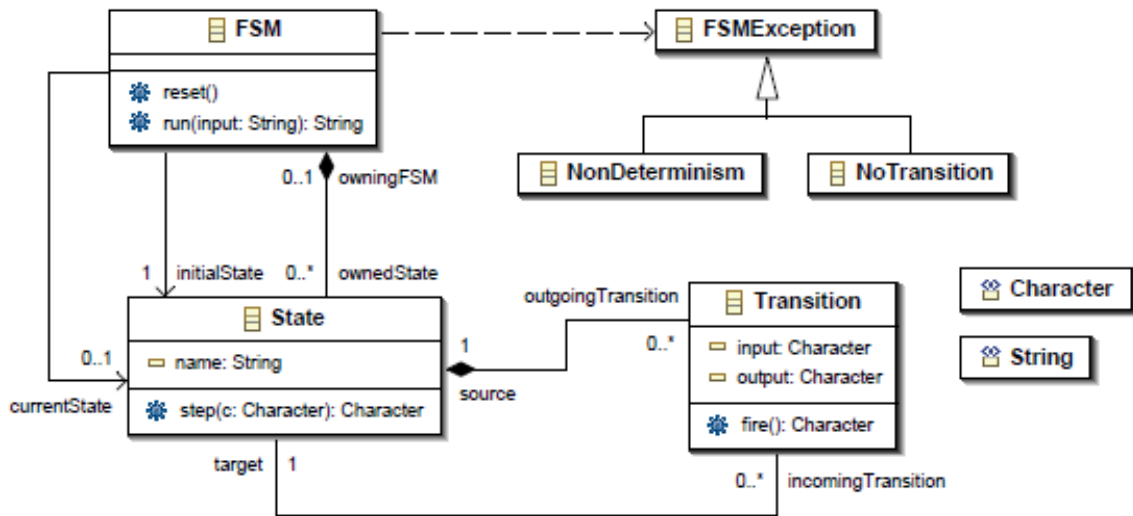 FSM
FSMException
reset()
run(input: String): String
NonDeterminism
NoTransition
0..1
owningFSM
1
initialState
0..*
ownedState
outgoingTransition
Transition
Character
State
1
0..*
input: Character
0..1
name: String
output: Character
String
source
currentState
step(c: Character): Character
fire(): Character
target
1
0..*
incomingTransition